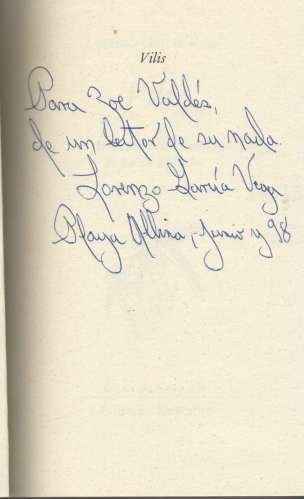 Vilis
Para Zoe Valdés,
de un lector de su nada.
Lorenzo García Vega
Playa Albina, junio y 98